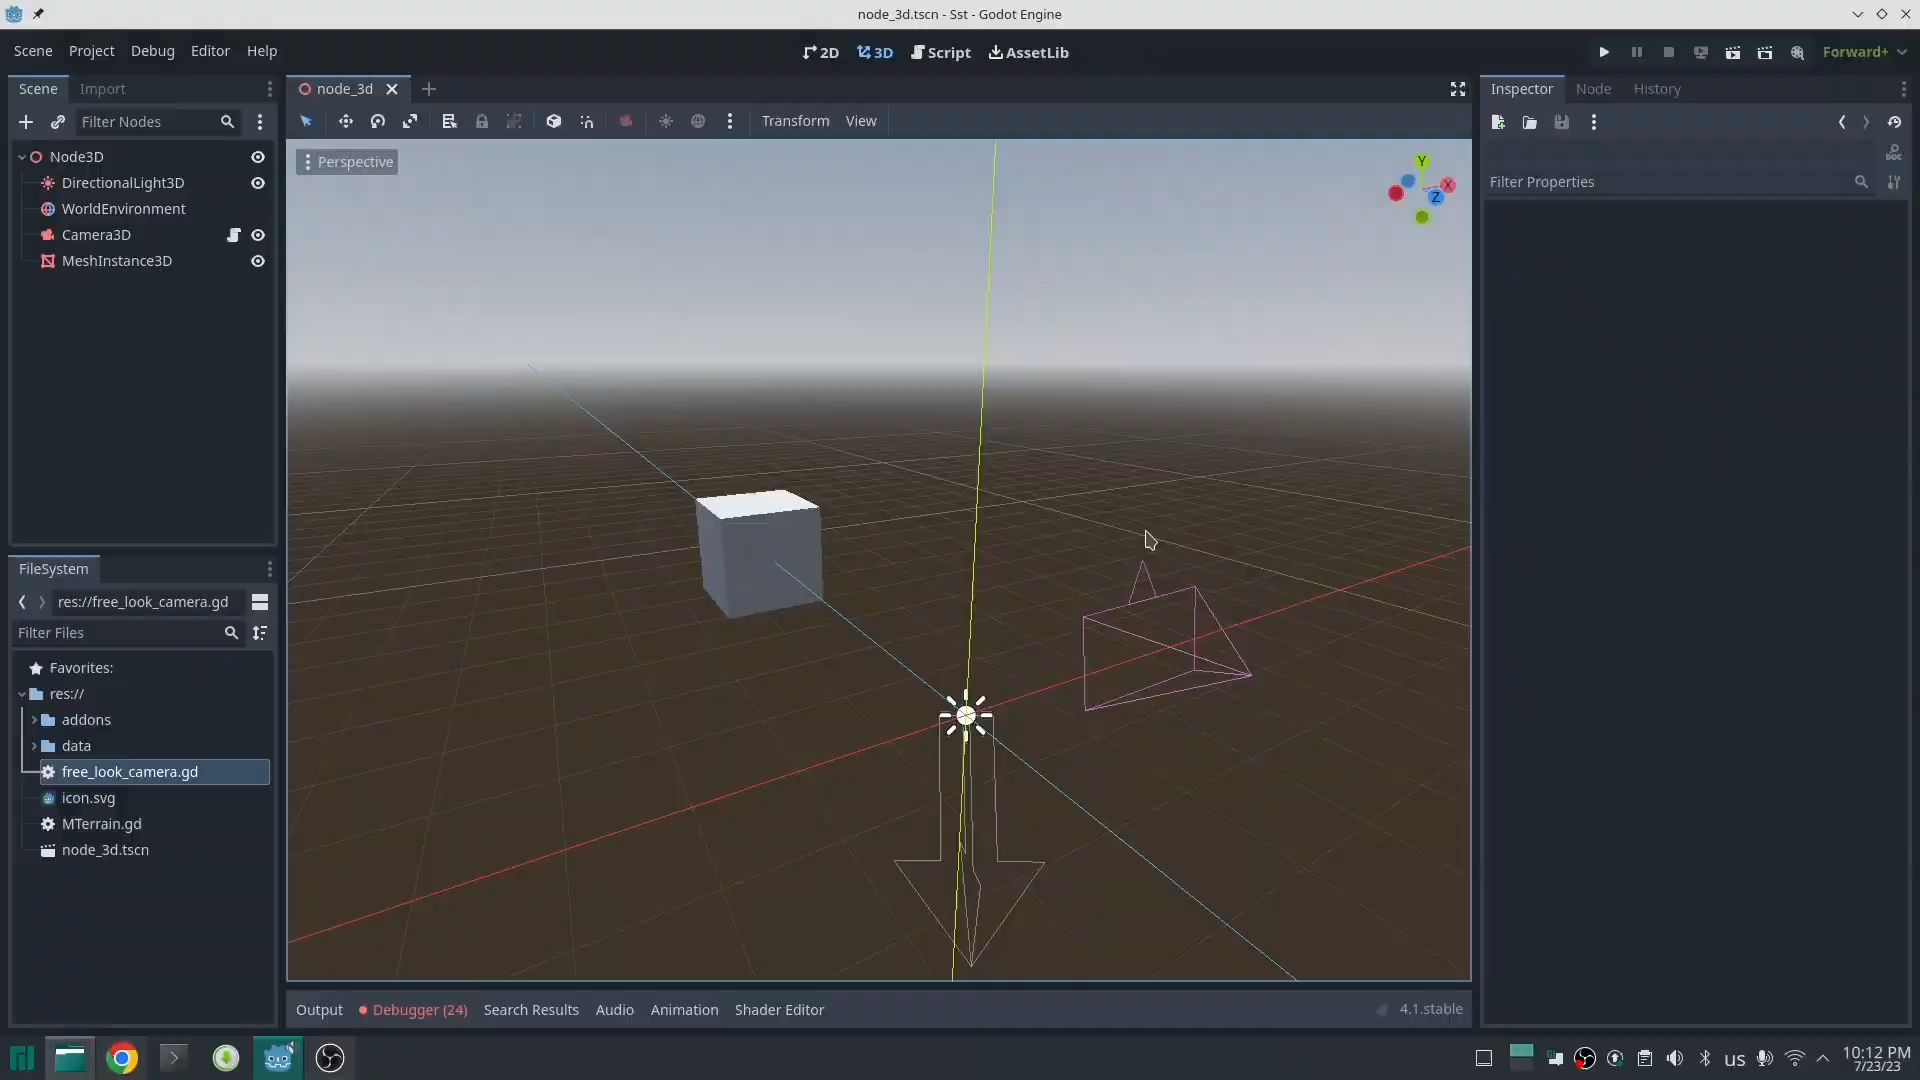 node_3d.tscn - Sst - Godot Engine
Scene Project Debug Editor Help
2D 3D Script AssetLib
Forward+
Scene Import
Filter Nodes
Node3D
DirectionalLight3D
WorldEnvironment
Camera3D
MeshInstance3D
node_3d
Transform View
Perspective
Y
X
Z
Inspector Node History
DOC
Filter Properties
FileSystem
res://free_look_camera.gd
Filter Files
Favorites:
res://
addons
data
free_look_camera.gd
icon.svg
MTerrain.gd
node_3d.tscn
Output Debugger (24) Search Results Audio Animation Shader Editor
4.1.stable
us
10:12 PM
7/23/23